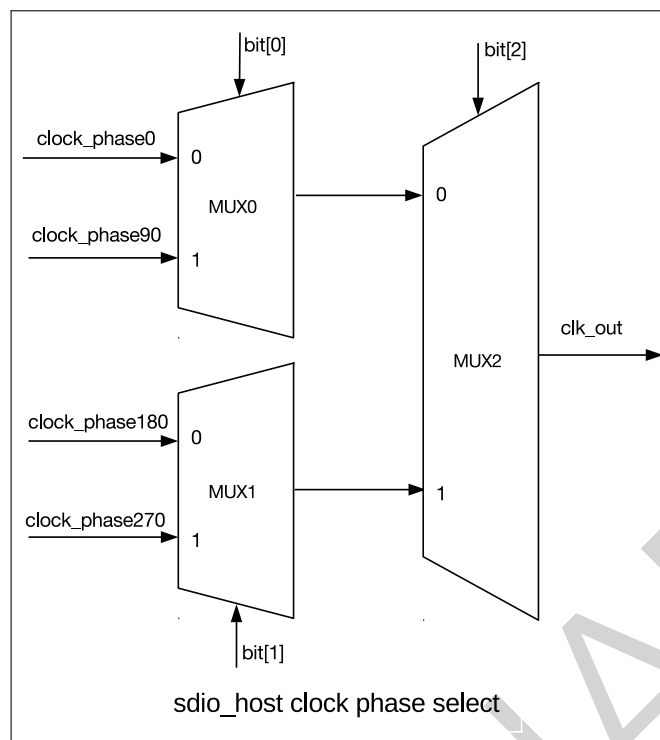 bit[0]
bit[2]
clock_phase0
0
MUX0
0
clock_phase90
1
clk_out
MUX2
clock_phase180
0
MUX1
1
clock_phase270
1
bit[1]
sdio_host clock phase select